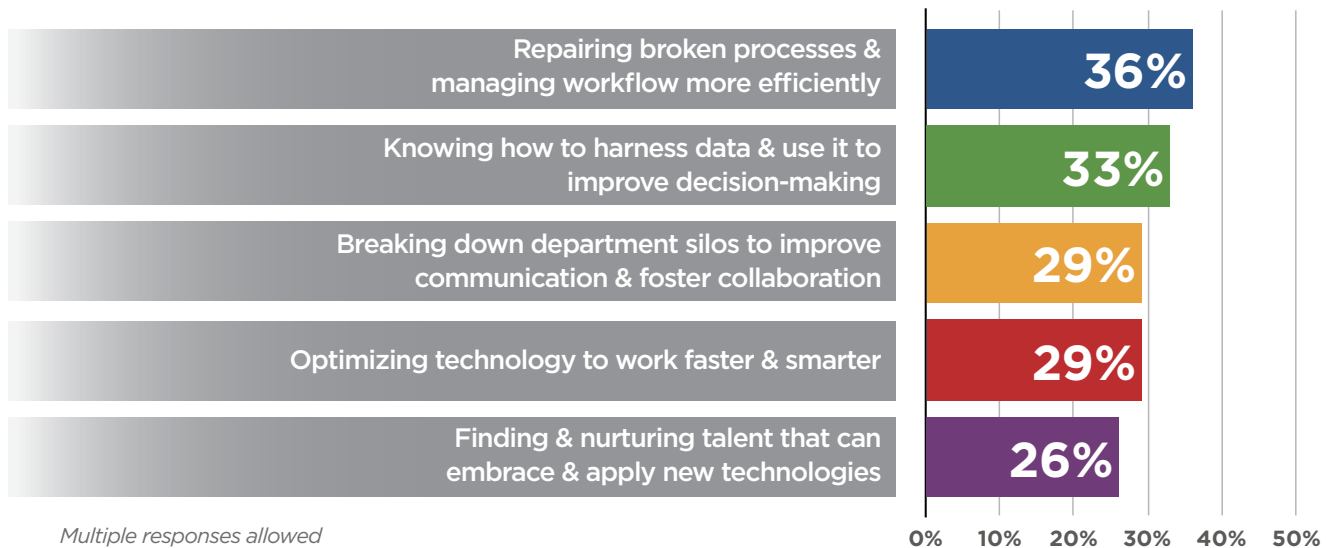 Repairing broken processes &
managing workflow more efficiently
36%
Knowing how to harness data & use it to
improve decision-making
33%
Breaking down department silos to improve
communication & foster collaboration
29%
Optimizing technology to work faster & smarter
29%
Finding & nurturing talent that can
embrace & apply new technologies
26%
Multiple responses allowed
0% 10% 20% 30% 40% 50%